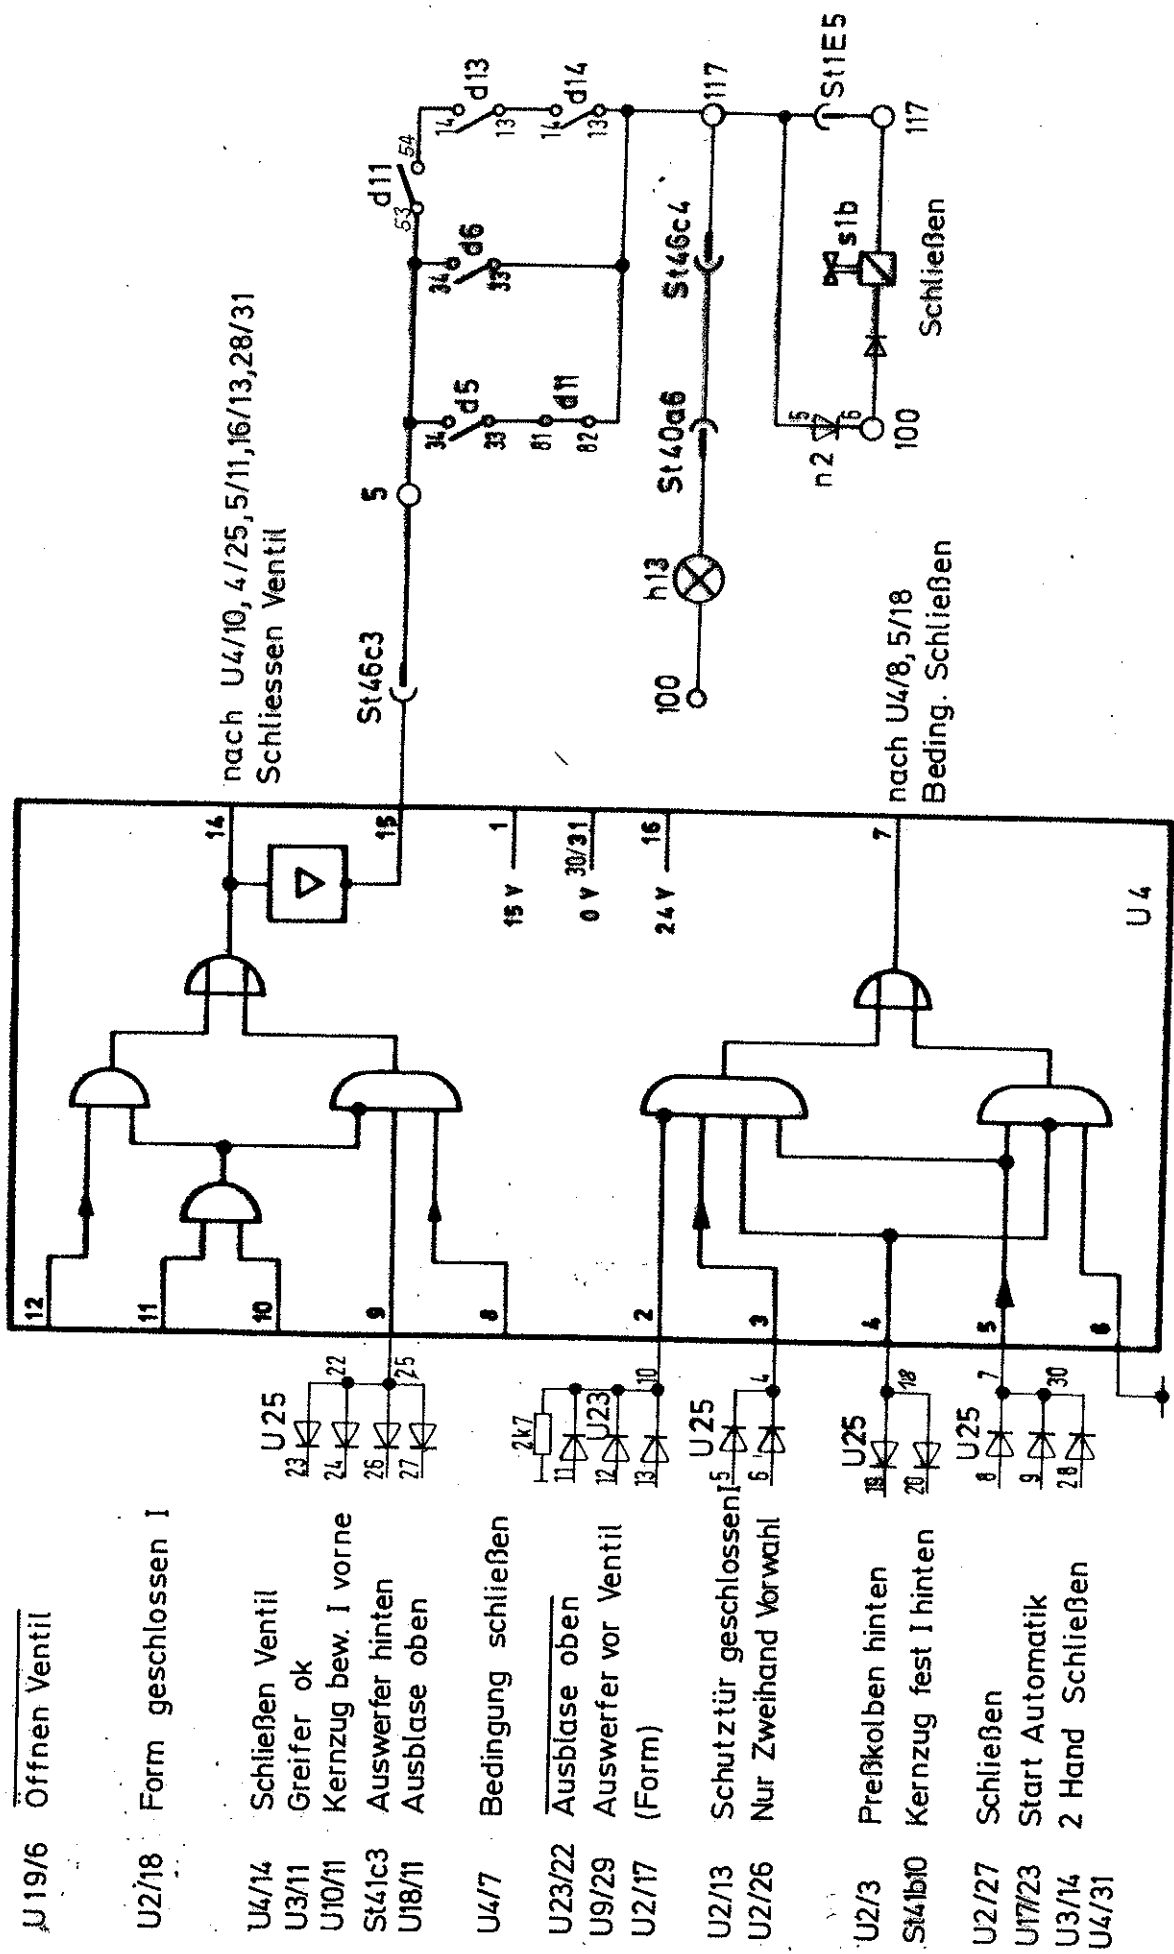 U19/6 Öffnen Ventil
U2/18 Form geschlossen I
U4/14 Schließen Ventil
U3/11 Greifer ok
U10/11 Kernzug bew. I vorne
St41c3 Auswerfer hinten
U18/11 Ausblase oben
U4/7 Bedingung schließen
U23/22 Ausblase oben
U9/29 Auswerfer vor Ventil
U2/17 (Form)
U2/13 Schutztür geschlossen I
U2/26 Nur Zweihand Vorwahl
U2/3 Preßkolben hinten
St41b10 Kernzug fest I hinten
U2/27 Schließen
U17/23 Start Automatik
U3/14 2 Hand Schließen
U4/31
U25
23
24
26
27
22
25
2k7
U23
11
12
13
10
U25
5
6
4
U25
19
20
18
U25
8
9
28
7
30
12
11
10
9
8
2
3
4
5
6
14
15
15 V 1
0 V 30/31
24 V 16
7
U 4
nach U4/10, 4/25, 5/11, 16/13, 28/31
Schliessen Ventil
St46c3
5
34 d5
33
81 d11
82
34 d6
33
d11
53 54
14 d13
13
14 d14
13
100
h13
St40a6
St46c4
117
nach U4/8, 5/18
Beding. Schließen
n2
5
6
100
s1b
Schließen
St1E5
117